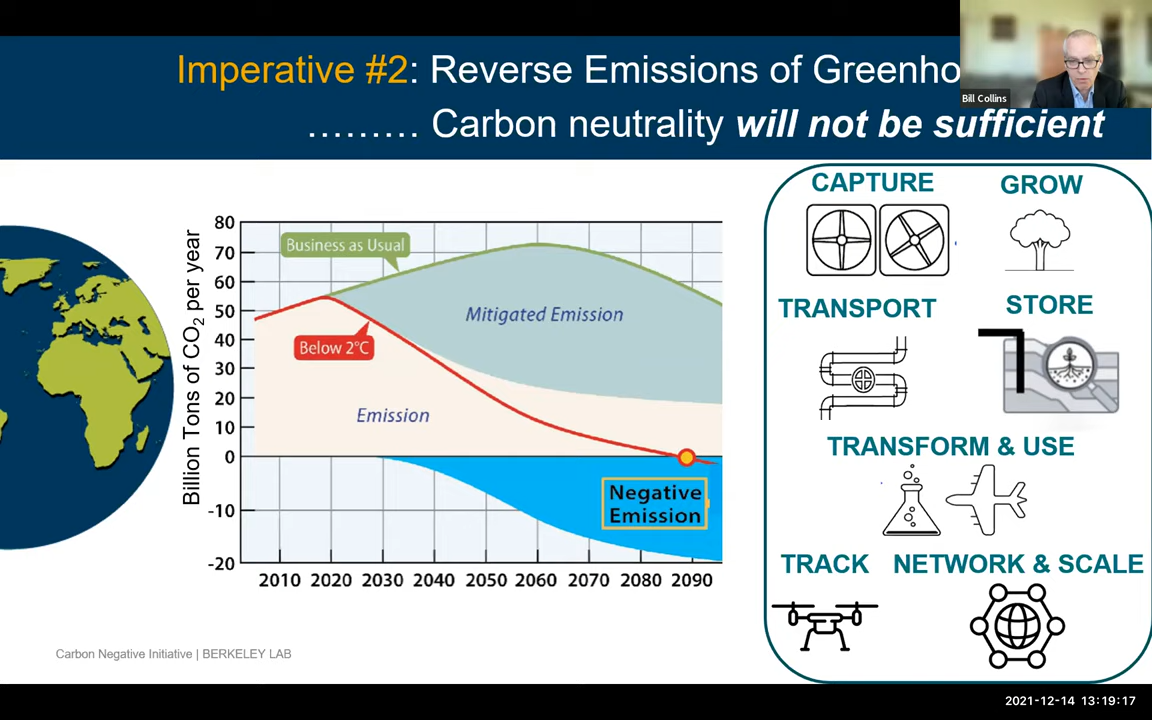 Imperative #2: Reverse Emissions of Greenho
......... Carbon neutrality will not be sufficient
Bill Collins
Billion Tons of CO2 per year
80
70
60
50
40
30
20
10
0
-10
-20
Business as Usual
Mitigated Emission
Below 2°C
Emission
Negative
Emission
2010 2020 2030 2040 2050 2060 2070 2080 2090
CAPTURE GROW
TRANSPORT STORE
TRANSFORM & USE
TRACK NETWORK & SCALE
Carbon Negative Initiative | BERKELEY LAB
2021-12-14 13:19:17